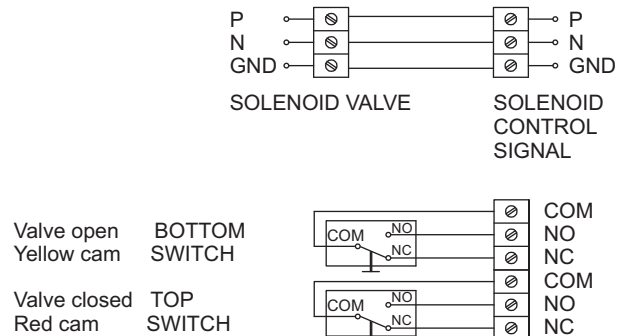 P P
N N
GND GND
SOLENOID VALVE SOLENOID
CONTROL
SIGNAL
COM
Valve open BOTTOM COM NO NO
Yellow cam SWITCH NC NC
COM
Valve closed TOP COM NO NO
Red cam SWITCH NC NC